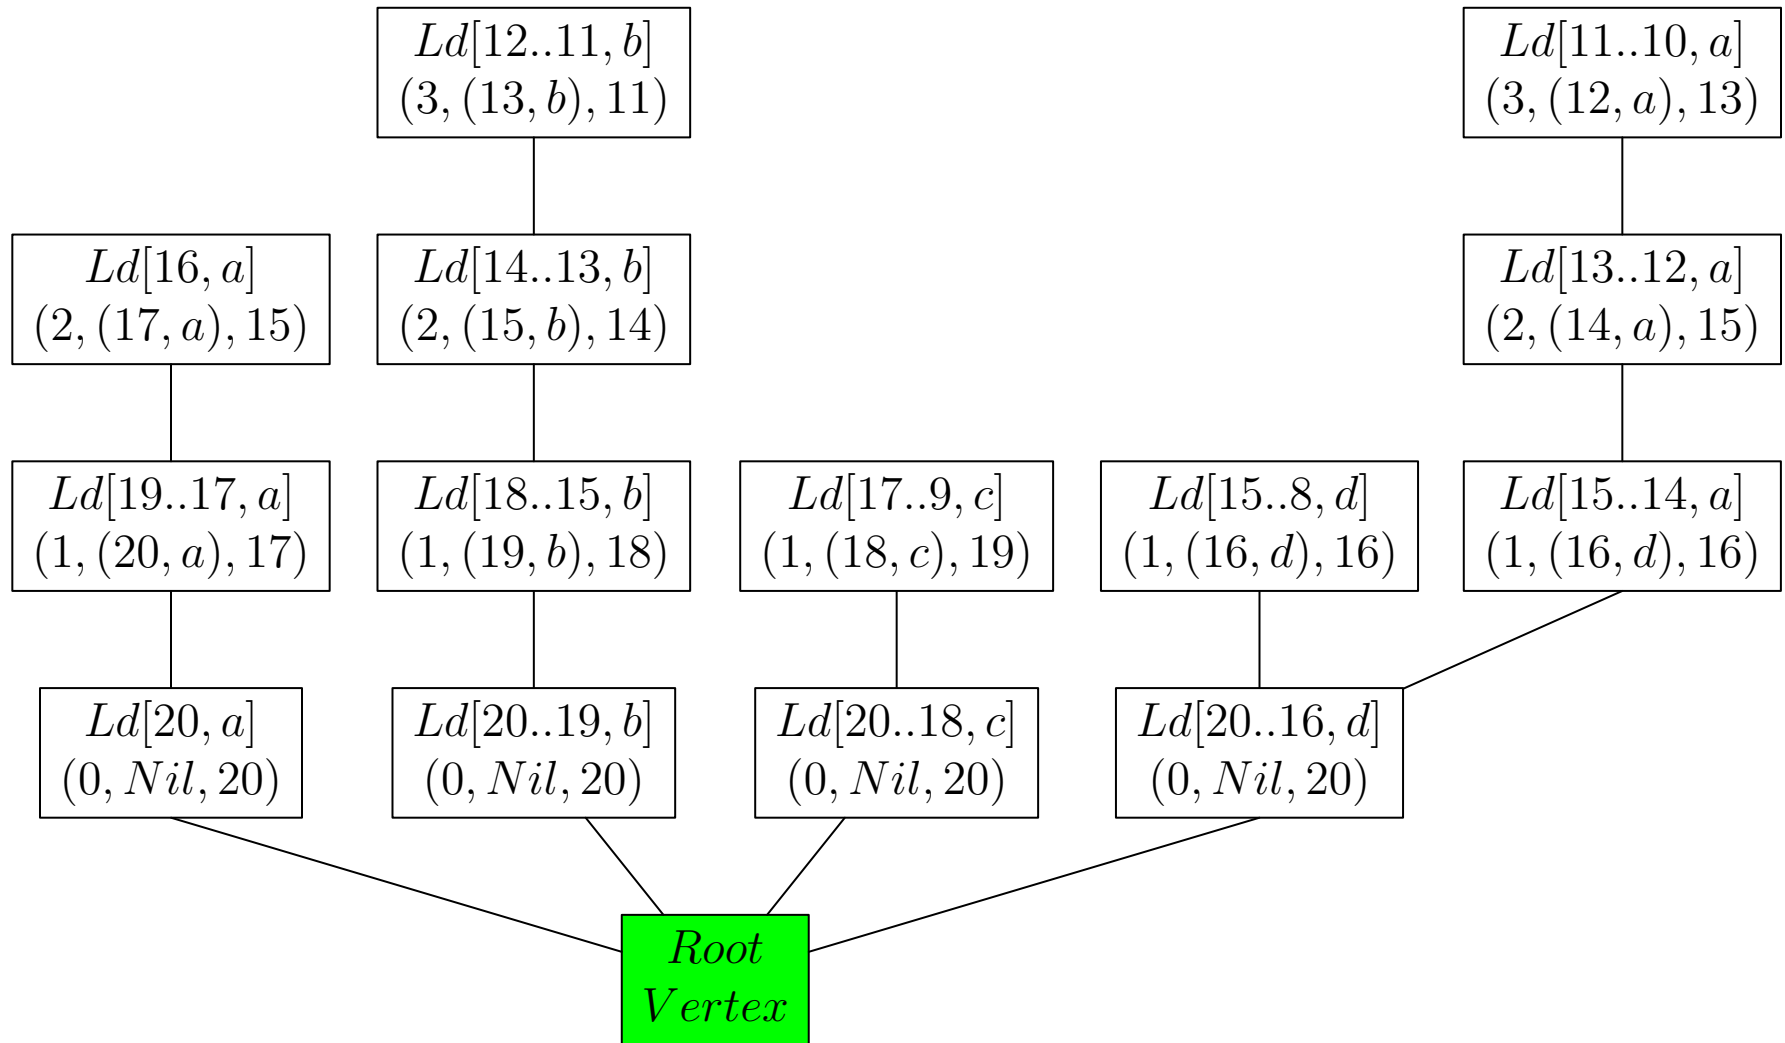 Ld[12..11, b]
(3, (13, b), 11)
Ld[11..10, a]
(3, (12, a), 13)
Ld[16, a]
(2, (17, a), 15)
Ld[14..13, b]
(2, (15, b), 14)
Ld[13..12, a]
(2, (14, a), 15)
Ld[19..17, a]
(1, (20, a), 17)
Ld[18..15, b]
(1, (19, b), 18)
Ld[17..9, c]
(1, (18, c), 19)
Ld[15..8, d]
(1, (16, d), 16)
Ld[15..14, a]
(1, (16, d), 16)
Ld[20, a]
(0, Nil, 20)
Ld[20..19, b]
(0, Nil, 20)
Ld[20..18, c]
(0, Nil, 20)
Ld[20..16, d]
(0, Nil, 20)
Root
Vertex